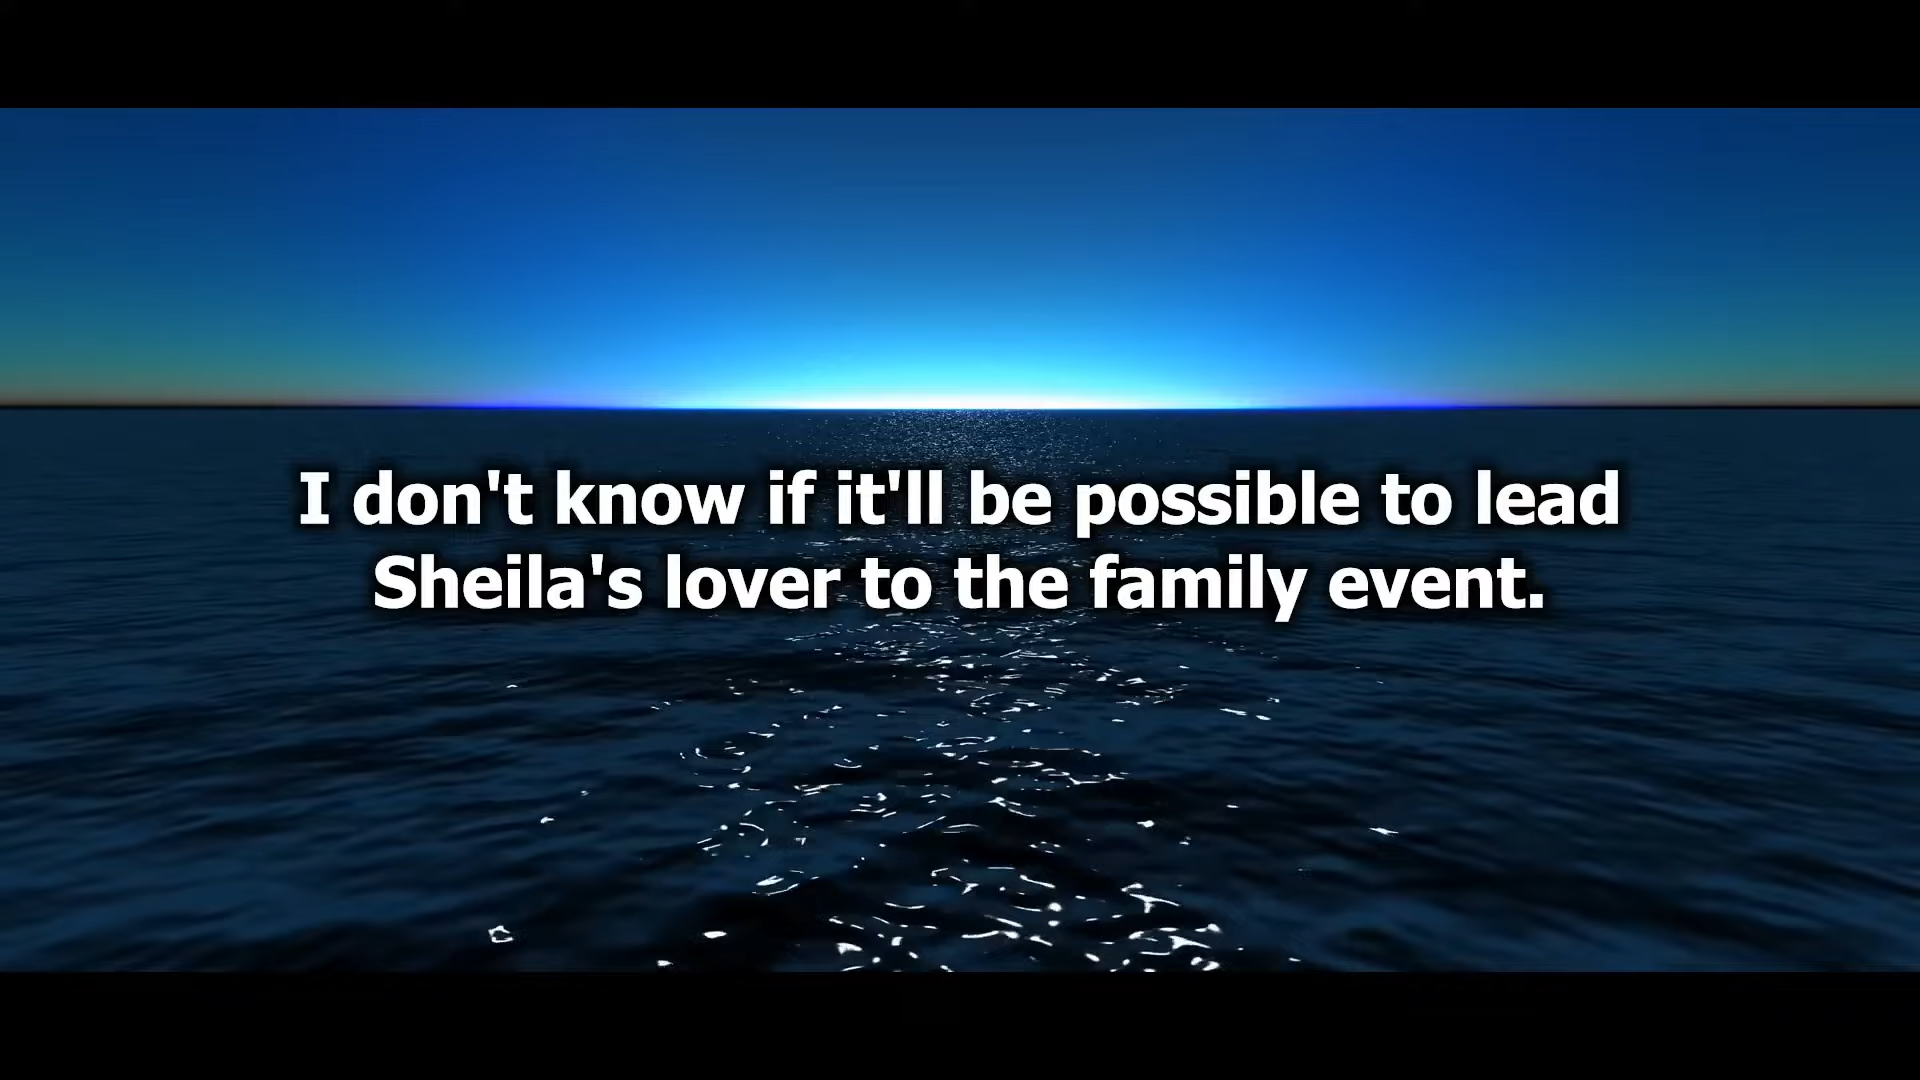 I don't know if it'll be possible to lead
Sheila's lover to the family event.